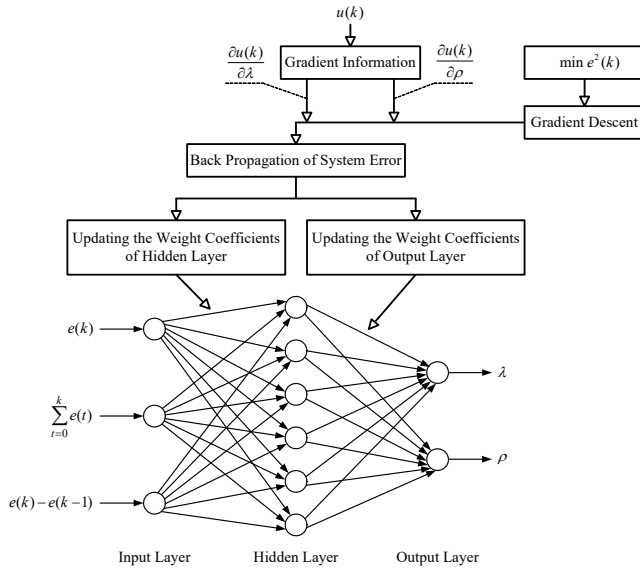 u(k)
∂u(k)/∂λ
Gradient Information
∂u(k)/∂ρ
min e²(k)
Gradient Descent
Back Propagation of System Error
Updating the Weight Coefficients
of Hidden Layer
Updating the Weight Coefficients
of Output Layer
e(k)
λ
k
∑ e(t)
t=0
ρ
e(k)−e(k−1)
Input Layer
Hidden Layer
Output Layer